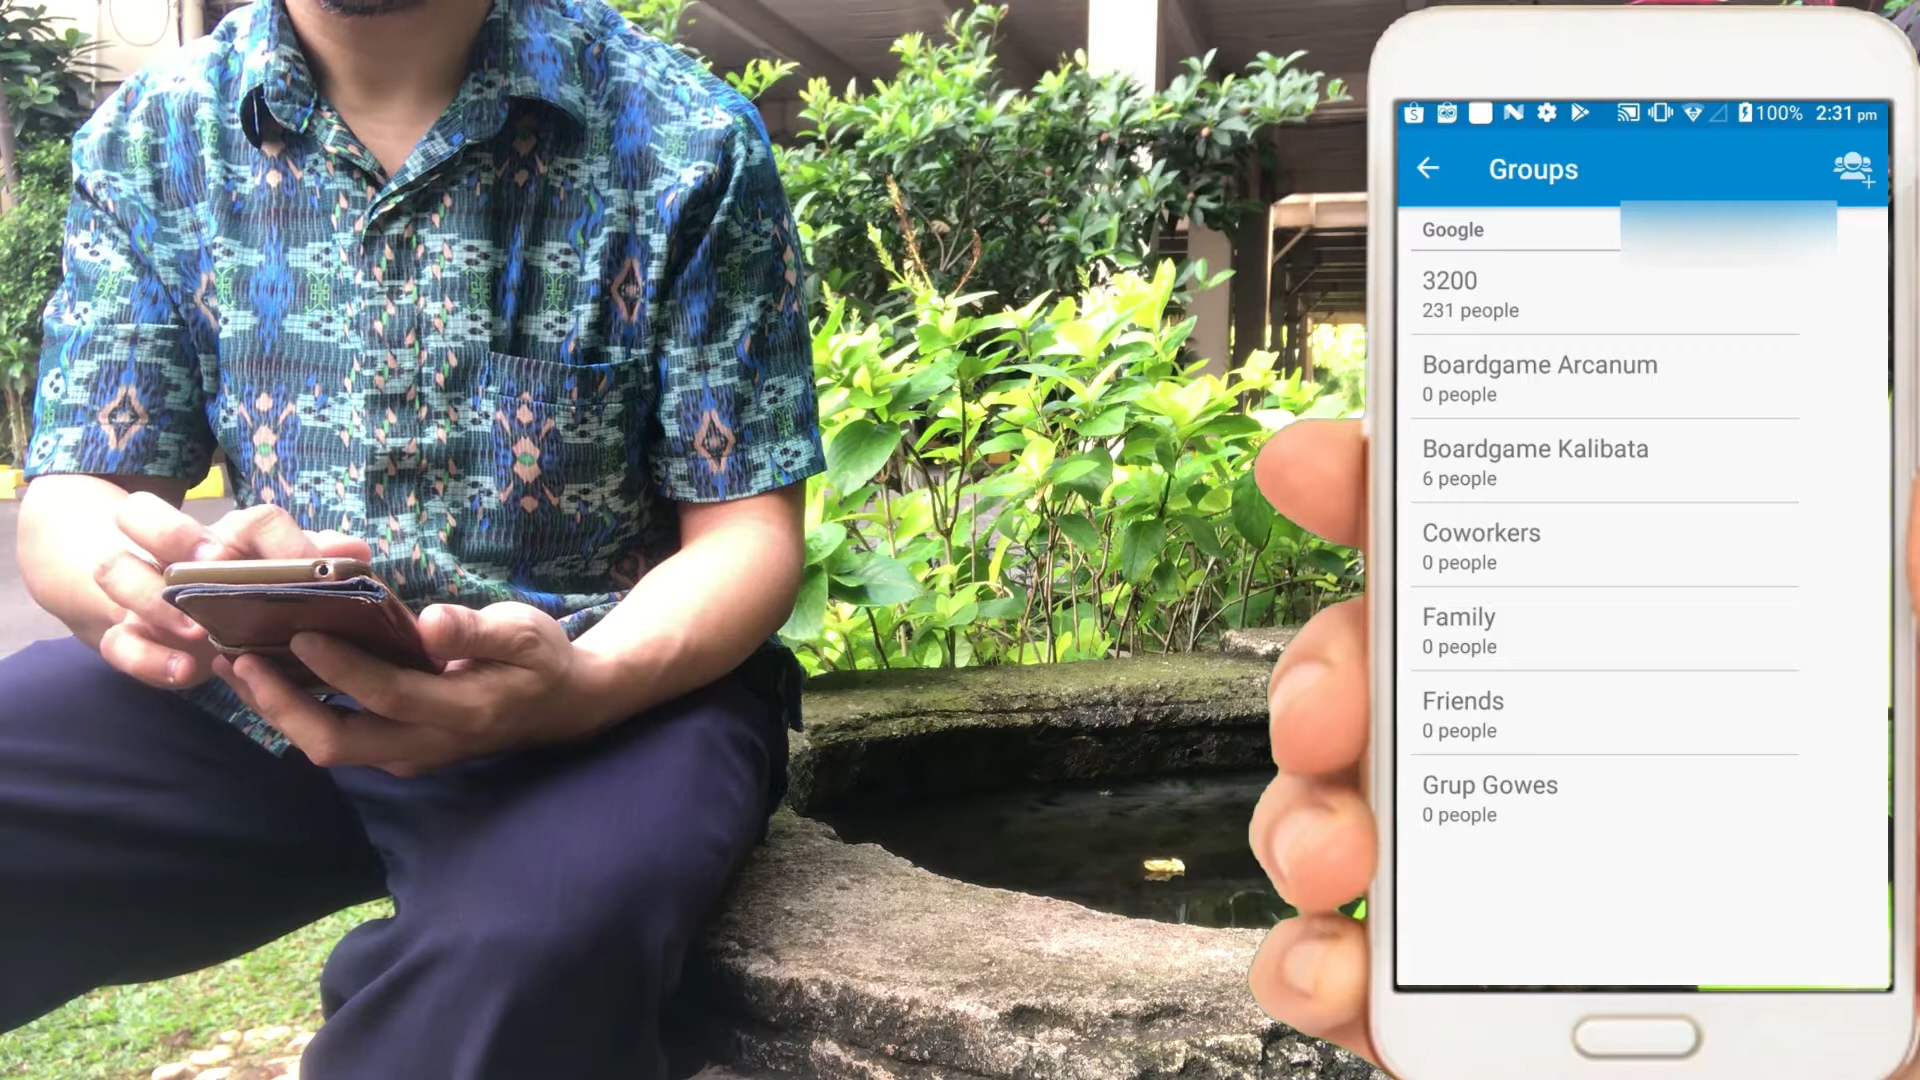 100% 2:31 pm
Groups
Google
3200
231 people
Boardgame Arcanum
0 people
Boardgame Kalibata
6 people
Coworkers
0 people
Family
0 people
Friends
0 people
Grup Gowes
0 people